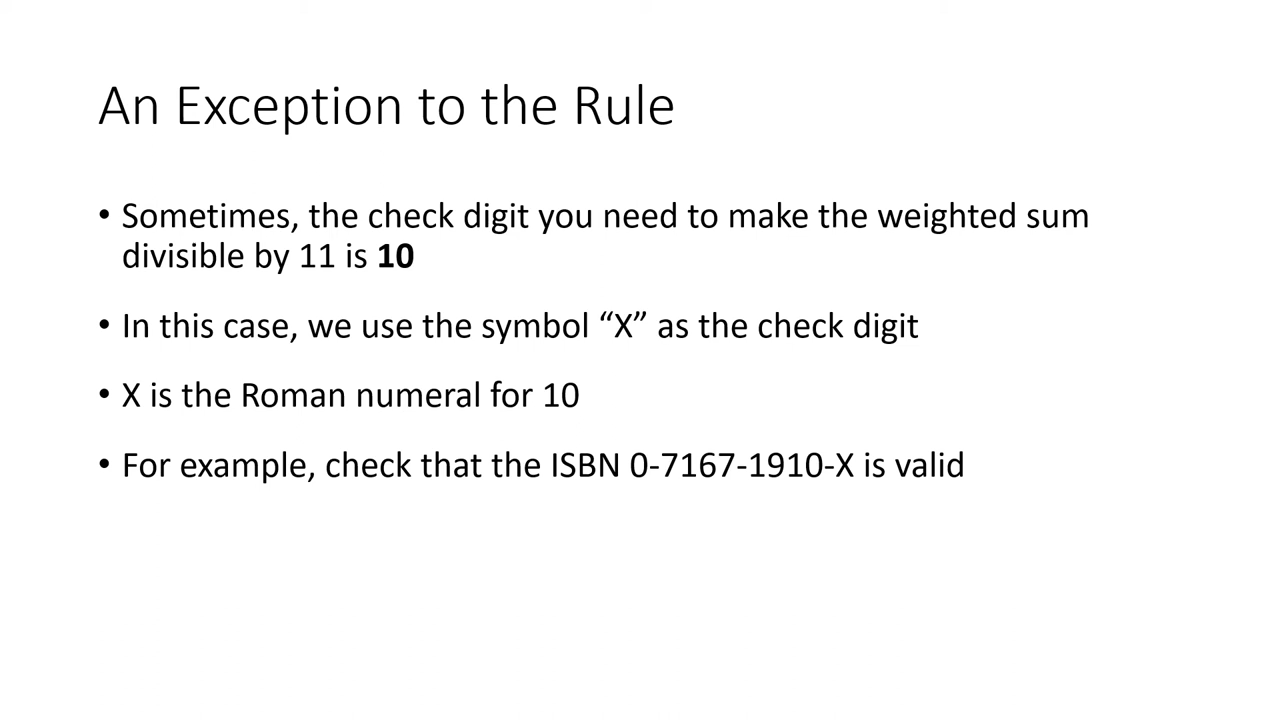 An Exception to the Rule
• Sometimes, the check digit you need to make the weighted sum
divisible by 11 is 10
• In this case, we use the symbol “X” as the check digit
• X is the Roman numeral for 10
• For example, check that the ISBN 0-7167-1910-X is valid